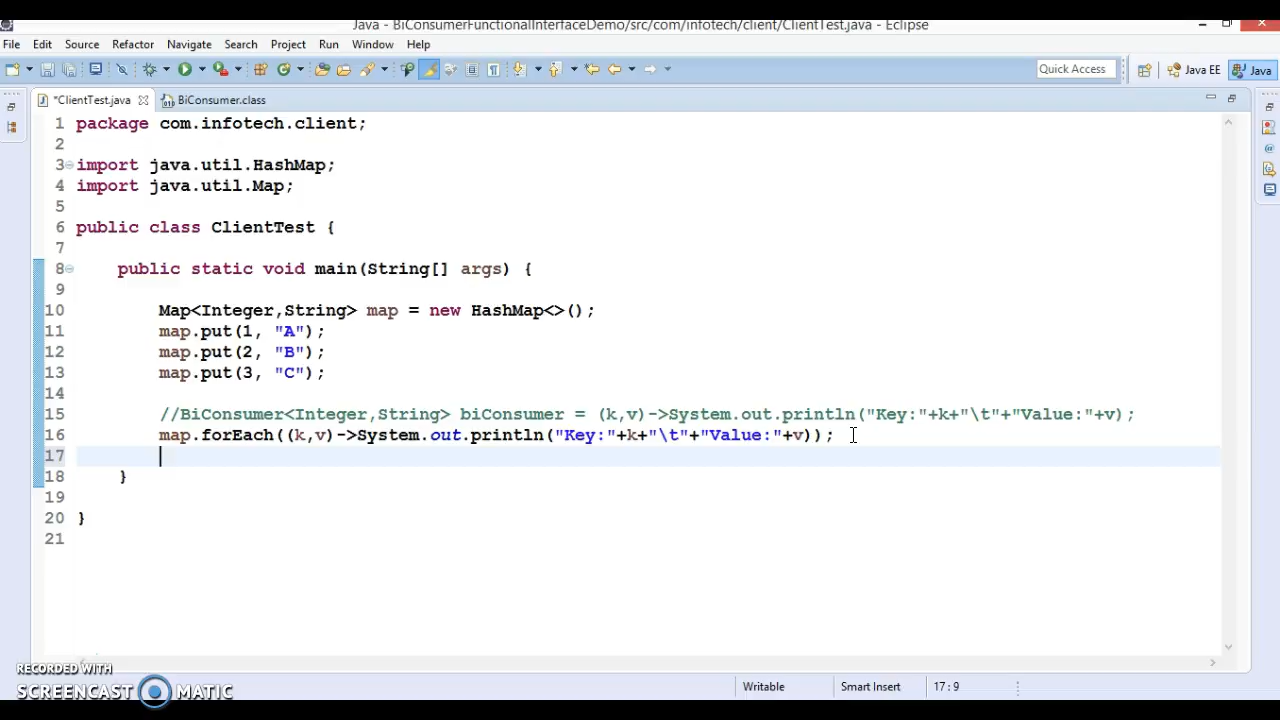 Java - BiConsumerFunctionalInterfaceDemo/src/com/infotech/client/ClientTest.java - Eclipse
File Edit Source Refactor Navigate Search Project Run Window Help
Quick Access Java EE Java
*ClientTest.java BiConsumer.class
1 package com.infotech.client;
2
3 import java.util.HashMap;
4 import java.util.Map;
5
6 public class ClientTest {
7
8 public static void main(String[] args) {
9
10 Map<Integer,String> map = new HashMap<>();
11 map.put(1, "A");
12 map.put(2, "B");
13 map.put(3, "C");
14
15 //BiConsumer<Integer,String> biConsumer = (k,v)->System.out.println("Key:"+k+"\t"+"Value:"+v);
16 map.forEach((k,v)->System.out.println("Key:"+k+"\t"+"Value:"+v));
17
18 }
19
20 }
21
RECORDED WITH
SCREENCAST MATIC
Writable Smart Insert 17:9